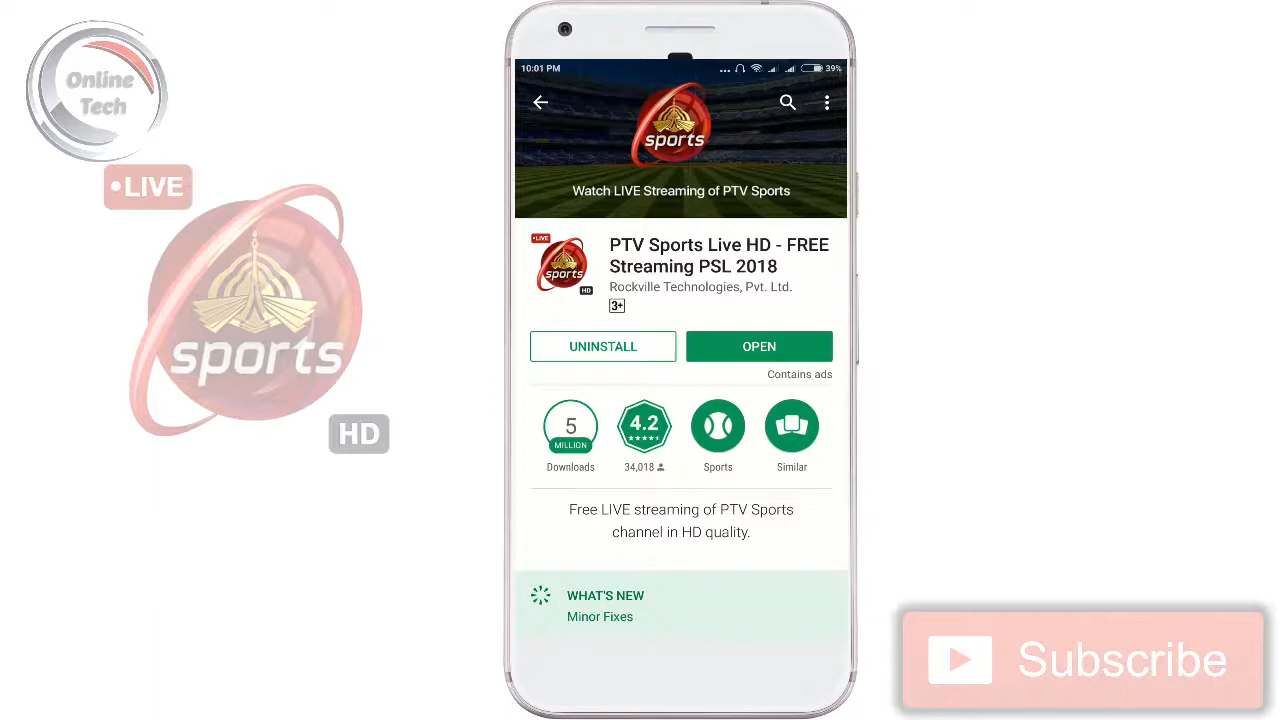 Online
Tech
•LIVE
sports
HD
10:01 PM
39%
sports
Watch LIVE Streaming of PTV Sports
•LIVE
sports
HD
PTV Sports Live HD - FREE
Streaming PSL 2018
Rockville Technologies, Pvt. Ltd.
3+
UNINSTALL
OPEN
Contains ads
5
MILLION
Downloads
4.2
34,018
Sports
Similar
Free LIVE streaming of PTV Sports
channel in HD quality.
WHAT'S NEW
Minor Fixes
Subscribe